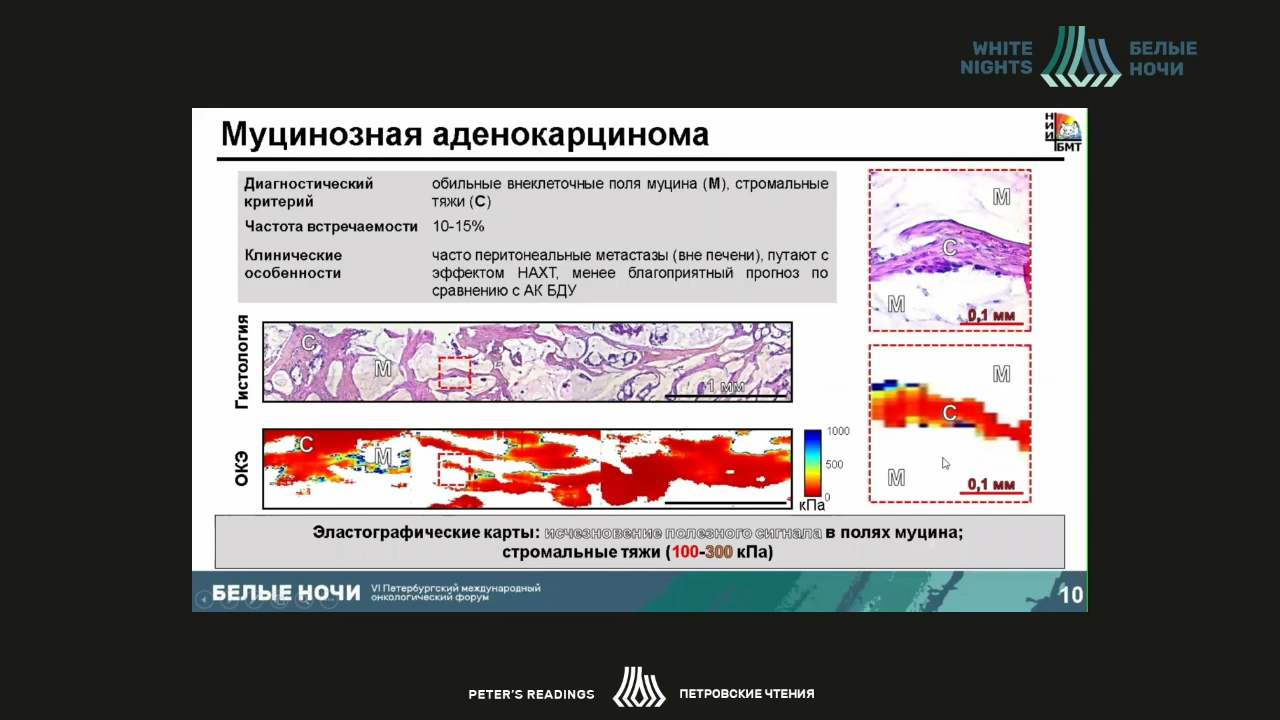 WHITE
NIGHTS
БЕЛЫЕ
НОЧИ
Муцинозная аденокарцинома
НИИ
БМТ
Диагностический
критерий
обильные внеклеточные поля муцина (М), стромальные
тяжи (С)
Частота встречаемости
10-15%
Клинические
особенности
часто перитонеальные метастазы (вне печени), путают с
эффектом НАХТ, менее благоприятный прогноз по
сравнению с АК БДУ
М
С
М
0,1 мм
Гистология
С
М
1 мм
ОКЭ
С
М
1000
500
0
кПа
М
С
М
0,1 мм
Эластографические карты: исчезновение полезного сигнала в полях муцина;
стромальные тяжи (100-300 кПа)
БЕЛЫЕ НОЧИ
VI Петербургский международный
онкологический форум
10
PETER'S READINGS
ПЕТРОВСКИЕ ЧТЕНИЯ